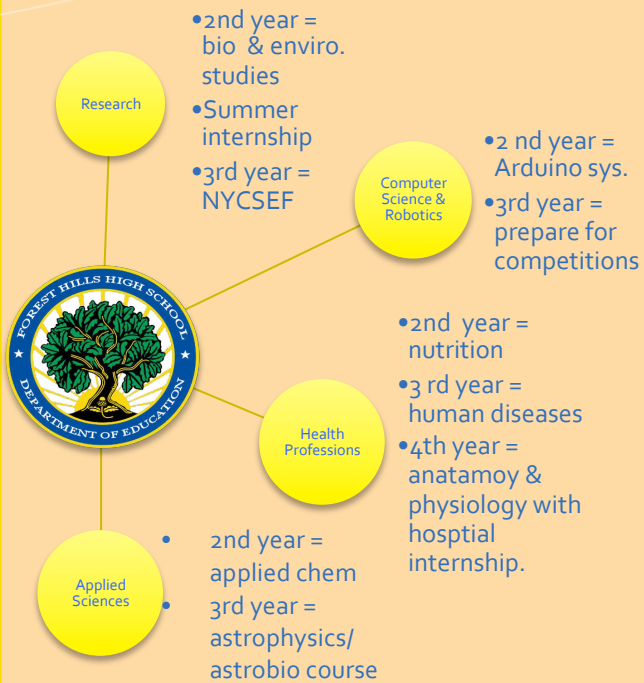 Research
•2nd year =
bio & enviro.
studies
•Summer
internship
•3rd year =
NYCSEF
Computer
Science &
Robotics
•2 nd year =
Arduino sys.
•3rd year =
prepare for
competitions
FOREST HILLS HIGH SCHOOL
DEPARTMENT OF EDUCATION
Health
Professions
•2nd year =
nutrition
•3 rd year =
human diseases
•4th year =
anatamoy &
physiology with
hosptial
internship.
Applied
Sciences
• 2nd year =
applied chem
• 3rd year =
astrophysics/
astrobio course